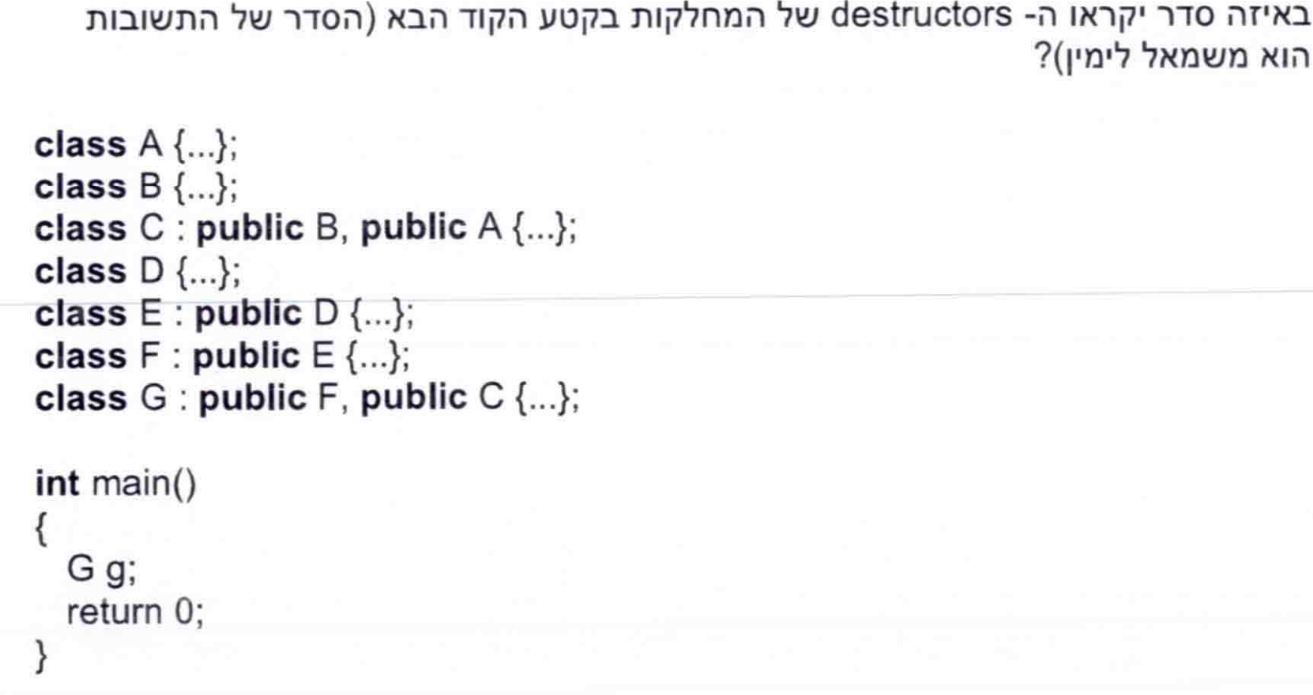 באיזה סדר יקראו ה- destructors של המחלקות בקטע הקוד הבא (הסדר של התשובות
הוא משמאל לימין)?
class A {...};
class B {...};
class C : public B, public A {...};
class D {...};
class E : public D {...};
class F : public E {...};
class G : public F, public C {...};
int main()
{
G g;
return 0;
}